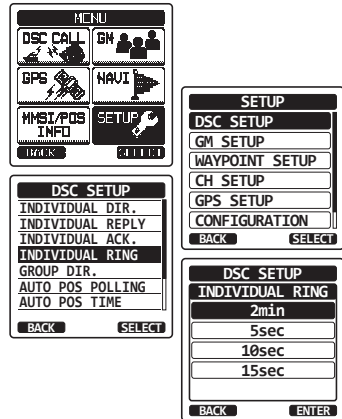 MENU
DSC CALL
GM
GPS
NAVI
MMSI/POS
INFO
SETUP
BACK
SELECT
SETUP
DSC SETUP
GM SETUP
WAYPOINT SETUP
CH SETUP
GPS SETUP
CONFIGURATION
BACK SELECT
DSC SETUP
INDIVIDUAL DIR.
INDIVIDUAL REPLY
INDIVIDUAL ACK.
INDIVIDUAL RING
GROUP DIR.
AUTO POS POLLING
AUTO POS TIME
BACK SELECT
DSC SETUP
INDIVIDUAL RING
2min
5sec
10sec
15sec
BACK ENTER